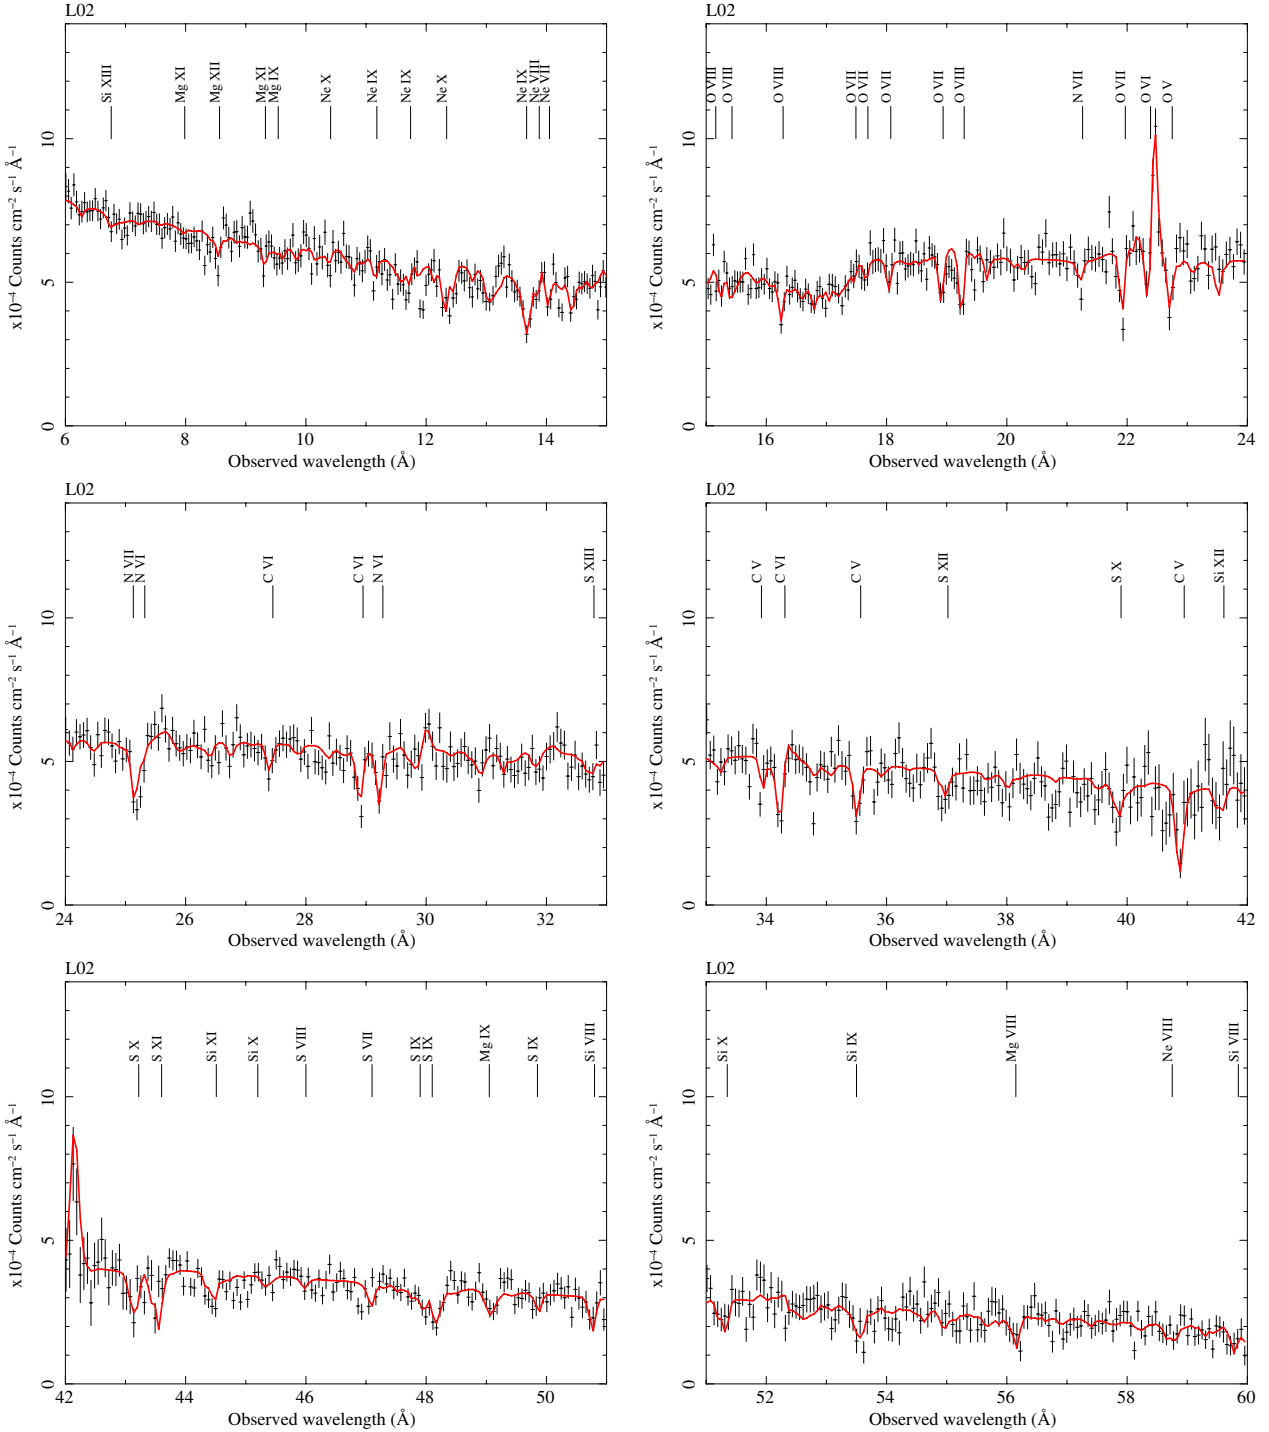 L02
Si XIII
Mg XI
Mg XII
Mg XI
Mg IX
Ne X
Ne IX
Ne IX
Ne X
Ne IX
Ne VIII
Ne VII
0 5 10
x10⁻⁴ Counts cm⁻² s⁻¹ Å⁻¹
6 8 10 12 14
Observed wavelength (Å)
O VIII
O VIII
O VIII
O VII
O VII
O VII
O VII
O VIII
N VII
O VII
O VI
O V
0 5 10
x10⁻⁴ Counts cm⁻² s⁻¹ Å⁻¹
16 18 20 22 24
Observed wavelength (Å)
L02
N VII
N VI
C VI
C VI
N VI
S XIII
0 5 10
x10⁻⁴ Counts cm⁻² s⁻¹ Å⁻¹
24 26 28 30 32
Observed wavelength (Å)
L02
C V
C VI
C V
S XII
S X
C V
Si XII
0 5 10
x10⁻⁴ Counts cm⁻² s⁻¹ Å⁻¹
34 36 38 40 42
Observed wavelength (Å)
L02
S X
S XI
Si XI
Si X
S VIII
S VII
S IX
S IX
Mg IX
S IX
Si VIII
0 5 10
x10⁻⁴ Counts cm⁻² s⁻¹ Å⁻¹
42 44 46 48 50
Observed wavelength (Å)
L02
Si X
Si IX
Mg VIII
Ne VIII
Si VIII
0 5 10
x10⁻⁴ Counts cm⁻² s⁻¹ Å⁻¹
52 54 56 58 60
Observed wavelength (Å)
L02